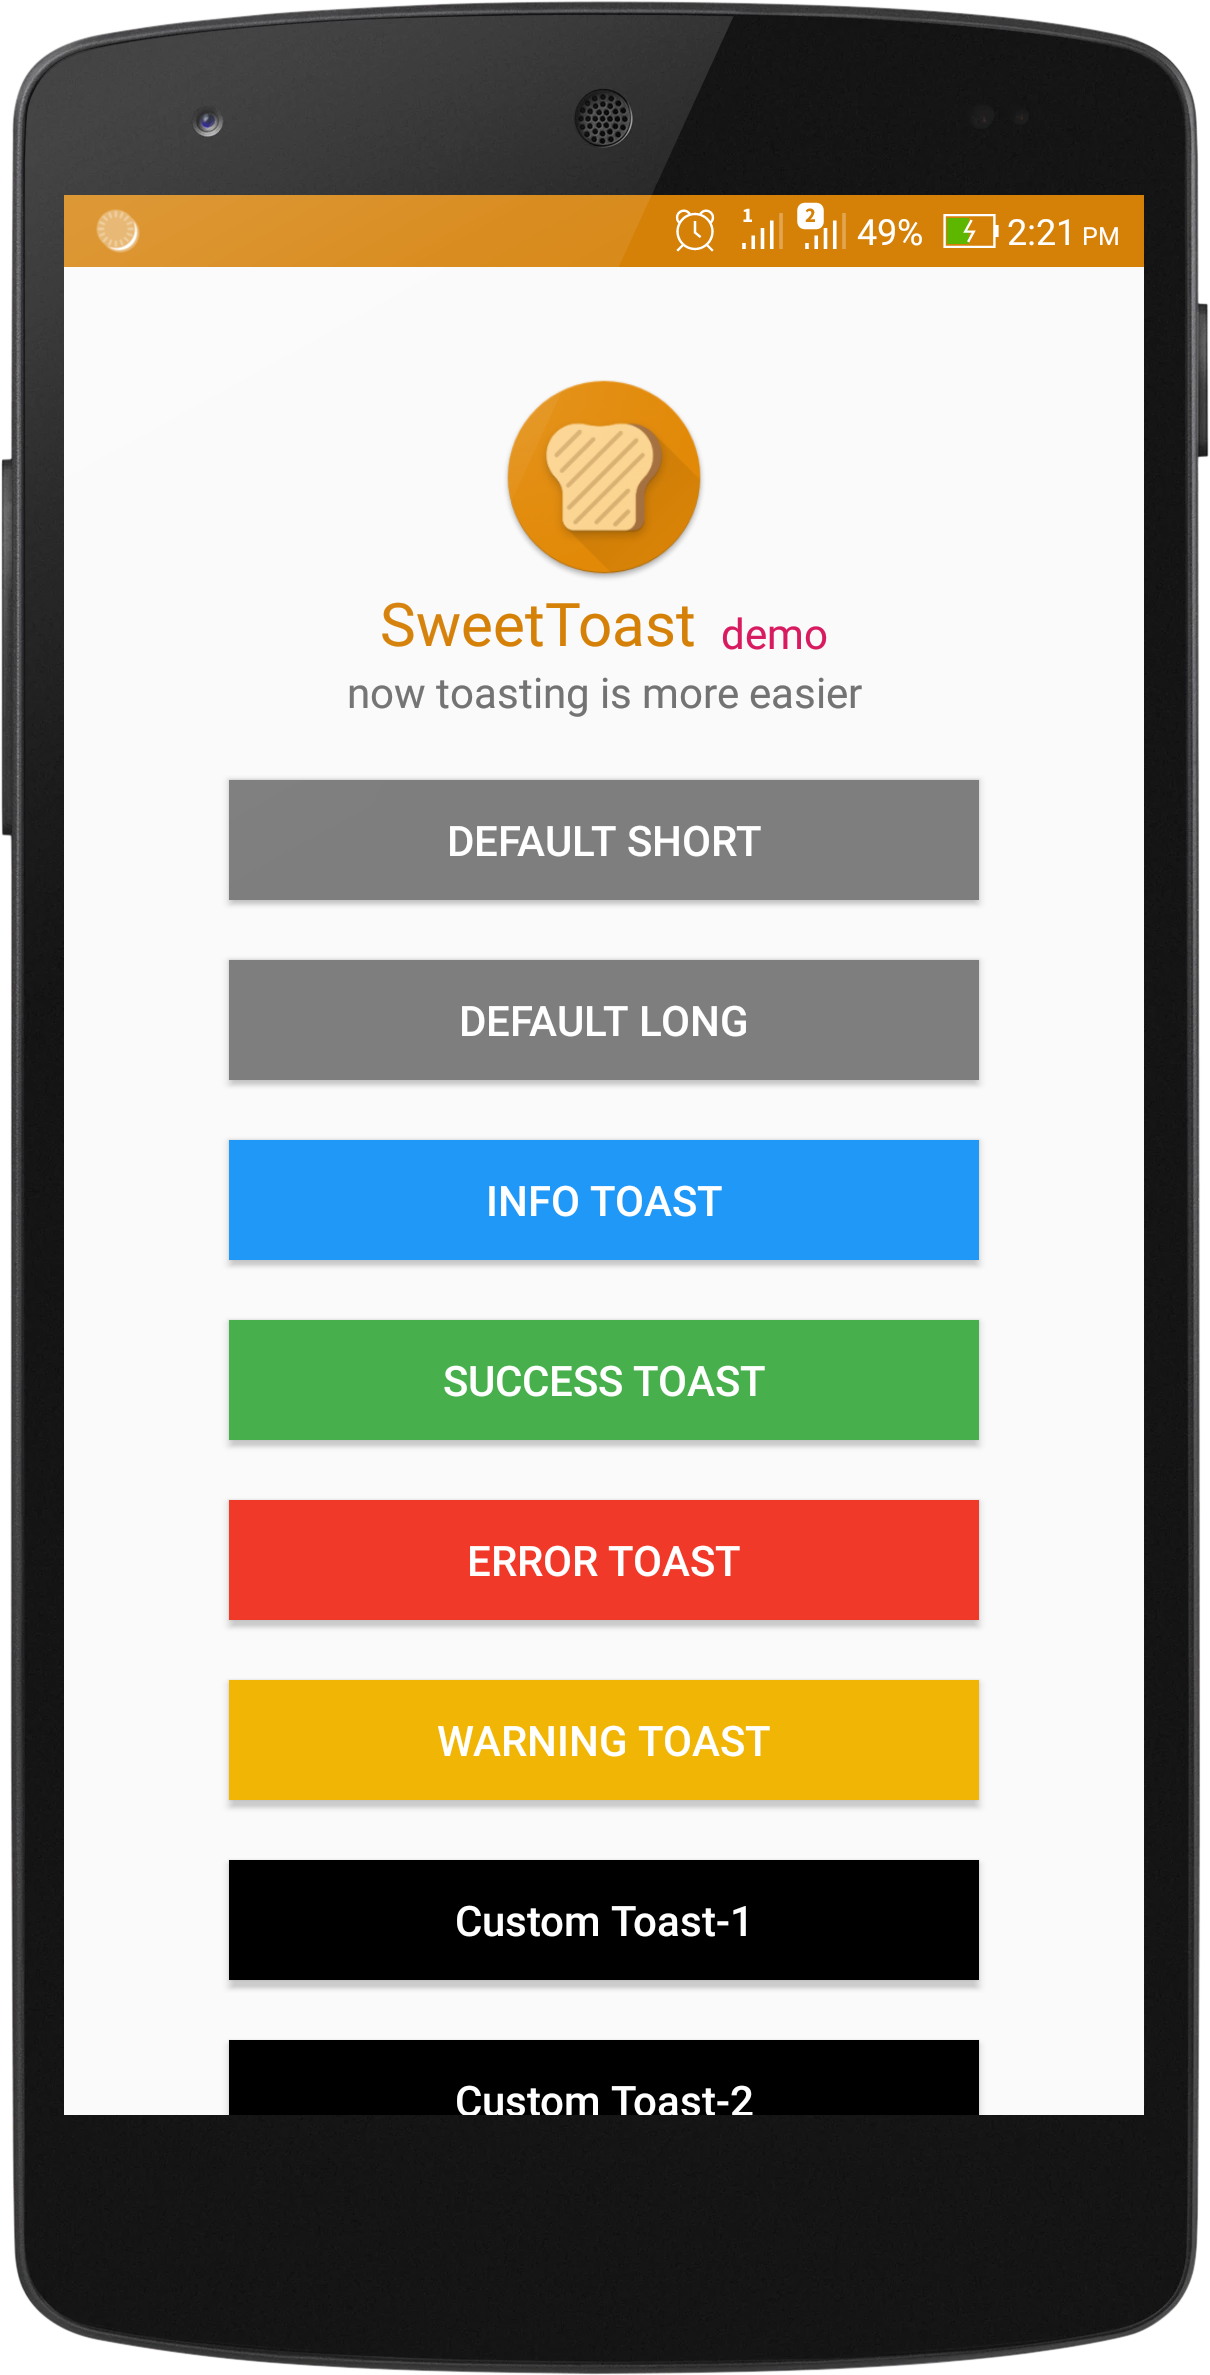 1 2 49% 2:21 PM
SweetToast demo
now toasting is more easier
DEFAULT SHORT
DEFAULT LONG
INFO TOAST
SUCCESS TOAST
ERROR TOAST
WARNING TOAST
Custom Toast-1
Custom Toast-2